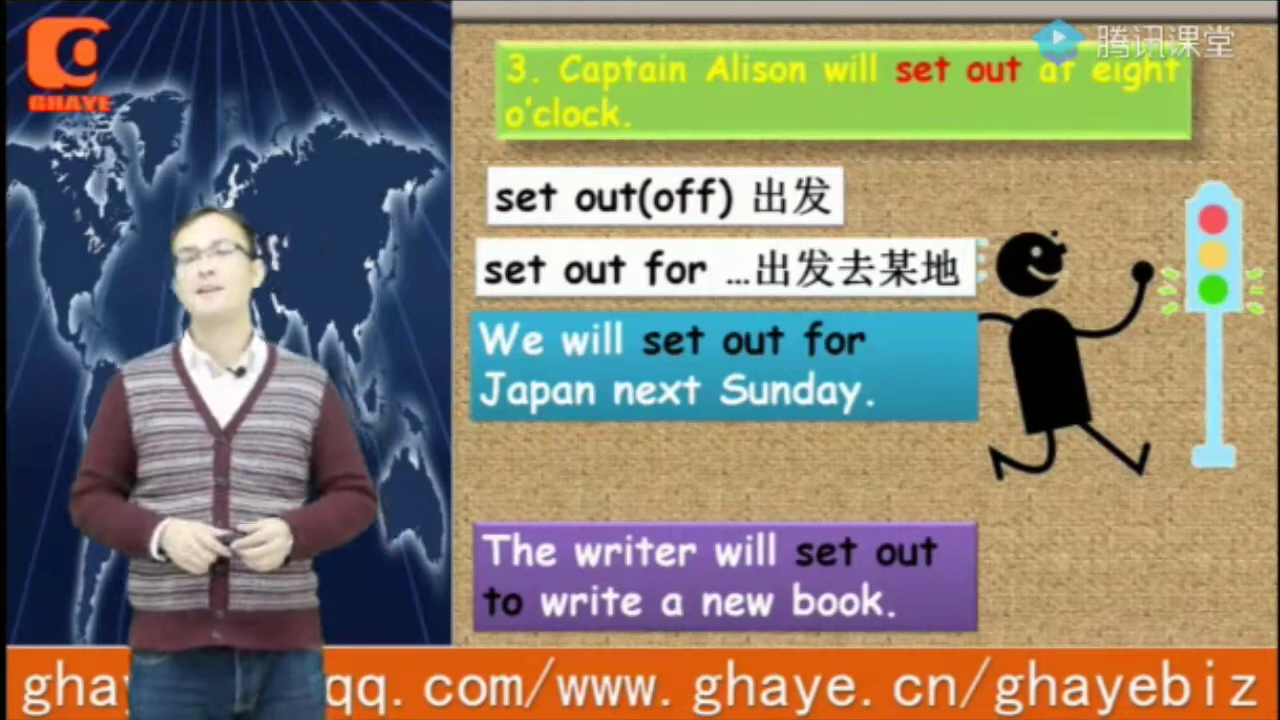 GHAYE
腾讯课堂
3. Captain Alison will set out at eight
o'clock.
set out(off) 出发
set out for …出发去某地
We will set out for
Japan next Sunday.
The writer will set out
to write a new book.
ghay qq. com/www. ghaye. cn/ghayebiz